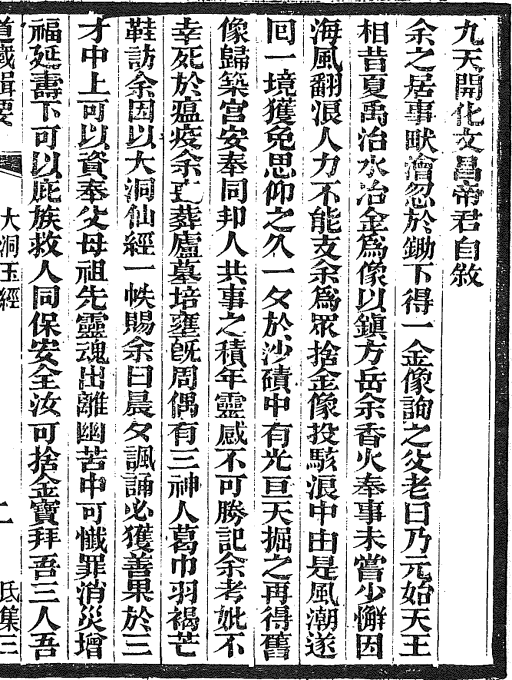 九天開化文昌帝君自敘
余之居事畎澮忽於鋤下得一金像詢之父老曰乃元始天王
相昔夏禹治水冶金爲像以鎮方岳余香火奉事未嘗少懈因
海風翻浪人力不能支余爲眾捨金像投駭浪中由是風潮遂
回一境獲免思仰之久一夕於沙磧中有光亘天掘之再得舊
像歸築宮安奉同邦人共事之積年靈感不可勝記余考妣不
幸死於瘟疫余
葬廬墓培壅旣周偶有三神人葛巾羽褐芒
鞋訪余因以大洞仙經一帙賜余曰晨夕諷誦必獲善果於三
才中上可以資奉父母祖先靈魂出離幽苦中可懺罪消災增
福延壽下可以庇族救人同保安全汝可捨金寶拜吾三人吾
道藏輯要
大洞玉經
二
氐集三